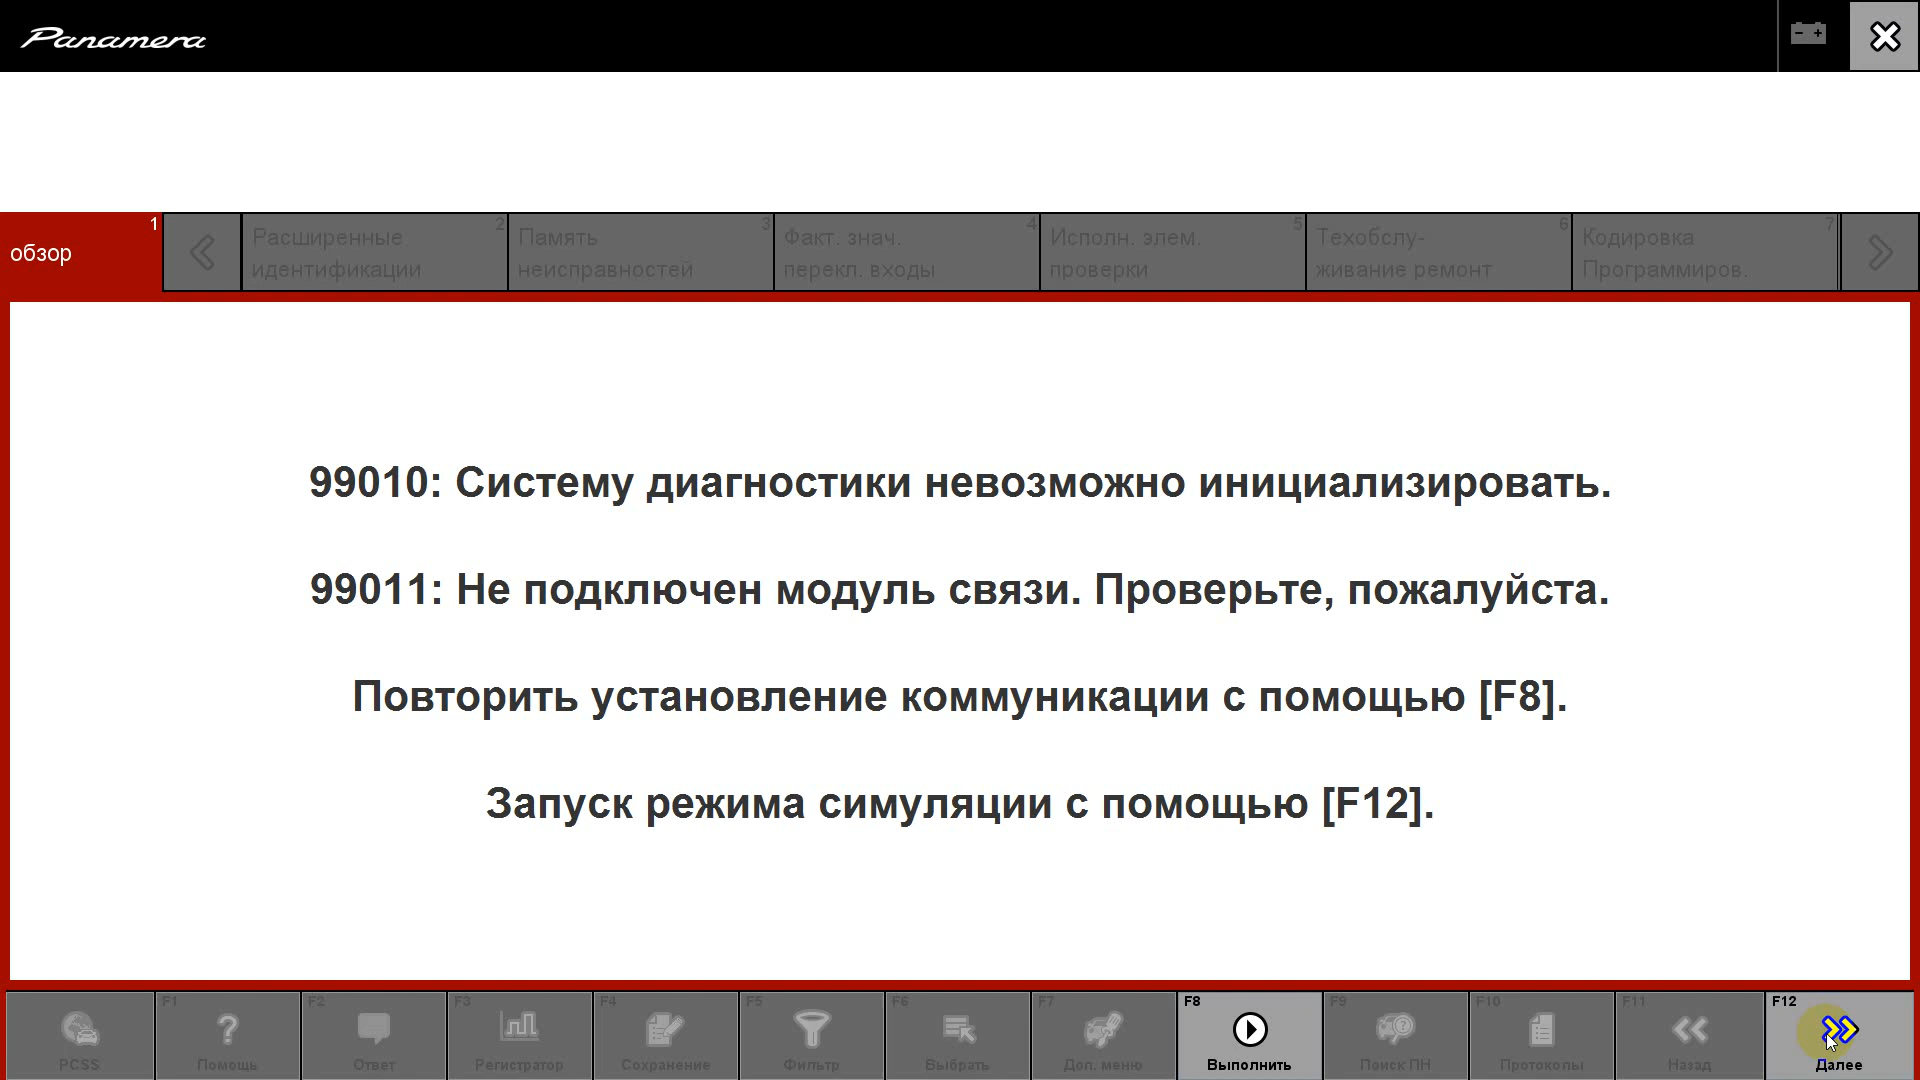 Panamera
- +
1
обзор
2
Расширенные
идентификации
3
Память
неисправностей
4
Факт. знач.
перекл. входы
5
Исполн. элем.
проверки
6
Техобслу-
живание ремонт
7
Кодировка
Программиров.
99010: Систему диагностики невозможно инициализировать.
99011: Не подключен модуль связи. Проверьте, пожалуйста.
Повторить установление коммуникации с помощью [F8].
Запуск режима симуляции с помощью [F12].
PCSS
F1
?
Помощь
F2
Ответ
F3
Регистратор
F4
Сохранение
F5
Фильтр
F6
Выбрать
F7
Доп. меню
F8
Выполнить
F9
Поиск ПН
F10
Протоколы
F11
Назад
F12
Далее